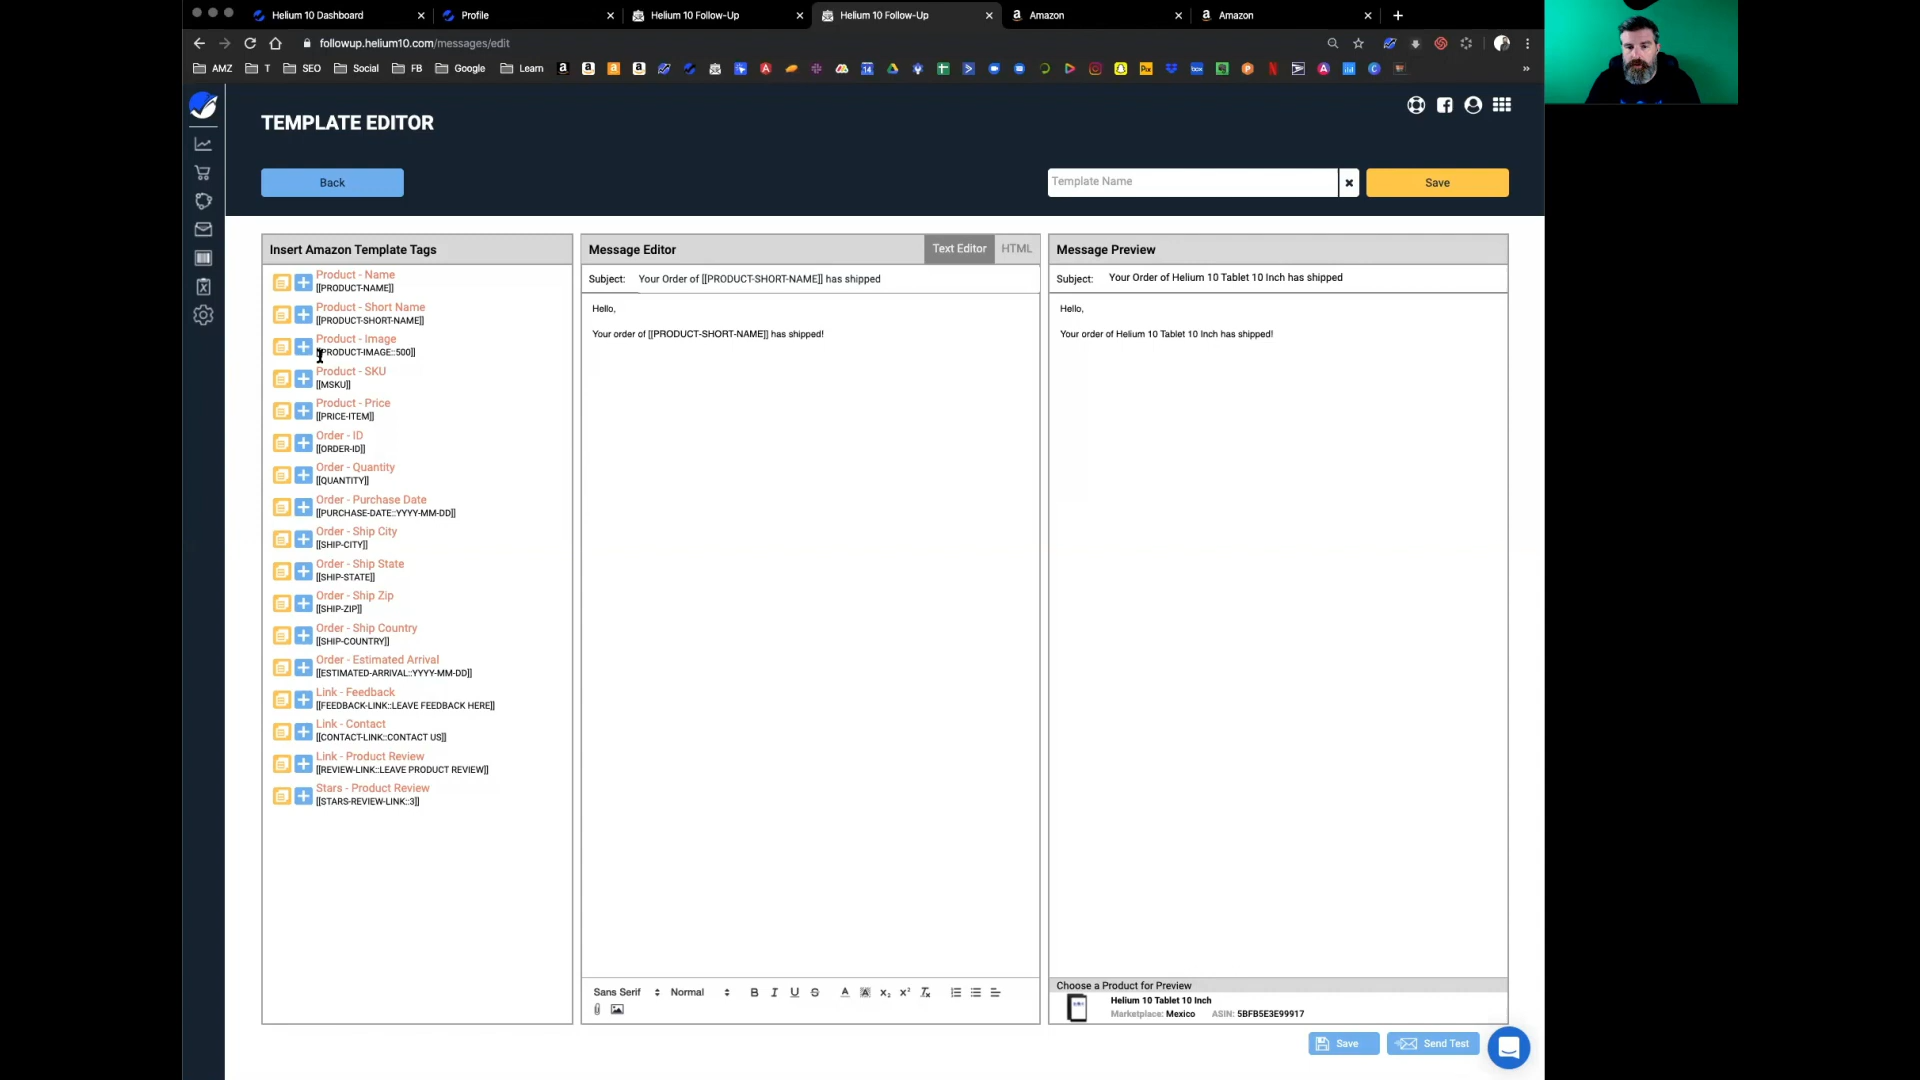 Helium 10 Dashboard
Profile
Helium 10 Follow-Up
Helium 10 Follow-Up
Amazon
Amazon
followup.helium10.com/messages/edit
AMZ
T
SEO
Social
FB
Google
Learn
TEMPLATE EDITOR
Back
Template Name
Save
Insert Amazon Template Tags
Product - Name
[[PRODUCT-NAME]]
Product - Short Name
[[PRODUCT-SHORT-NAME]]
Product - Image
[[PRODUCT-IMAGE::500]]
Product - SKU
[[MSKU]]
Product - Price
[[PRICE-ITEM]]
Order - ID
[[ORDER-ID]]
Order - Quantity
[[QUANTITY]]
Order - Purchase Date
[[PURCHASE-DATE::YYYY-MM-DD]]
Order - Ship City
[[SHIP-CITY]]
Order - Ship State
[[SHIP-STATE]]
Order - Ship Zip
[[SHIP-ZIP]]
Order - Ship Country
[[SHIP-COUNTRY]]
Order - Estimated Arrival
[[ESTIMATED-ARRIVAL::YYYY-MM-DD]]
Link - Feedback
[[FEEDBACK-LINK::LEAVE FEEDBACK HERE]]
Link - Contact
[[CONTACT-LINK::CONTACT US]]
Link - Product Review
[[REVIEW-LINK::LEAVE PRODUCT REVIEW]]
Stars - Product Review
[[STARS-REVIEW-LINK::3]]
Message Editor
Text Editor
HTML
Subject: Your Order of [[PRODUCT-SHORT-NAME]] has shipped
Hello,
Your order of [[PRODUCT-SHORT-NAME]] has shipped!
Sans Serif
Normal
Message Preview
Subject: Your Order of Helium 10 Tablet 10 Inch has shipped
Hello,
Your order of Helium 10 Tablet 10 Inch has shipped!
Choose a Product for Preview
Helium 10 Tablet 10 Inch
Marketplace: Mexico ASIN: 5BFB5E3E99917
Save
Send Test